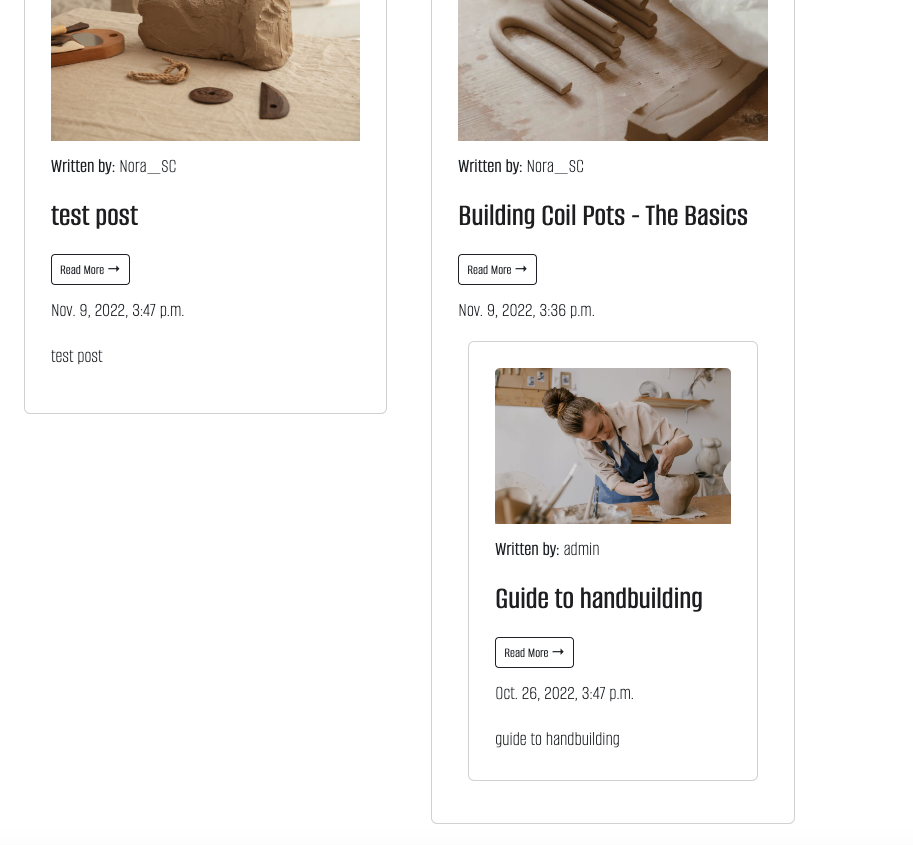 Written by: Nora__SC
test post
Read More →
Nov. 9, 2022, 3:47 p.m.
test post
Written by: Nora__SC
Building Coil Pots - The Basics
Read More →
Nov. 9, 2022, 3:36 p.m.
Written by: admin
Guide to handbuilding
Read More →
Oct. 26, 2022, 3:47 p.m.
guide to handbuilding